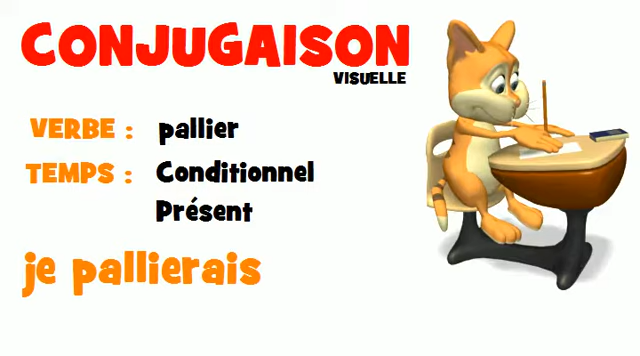 CONJUGAISON
VISUELLE
VERBE : pallier
TEMPS : Conditionnel
Présent
je pallierais